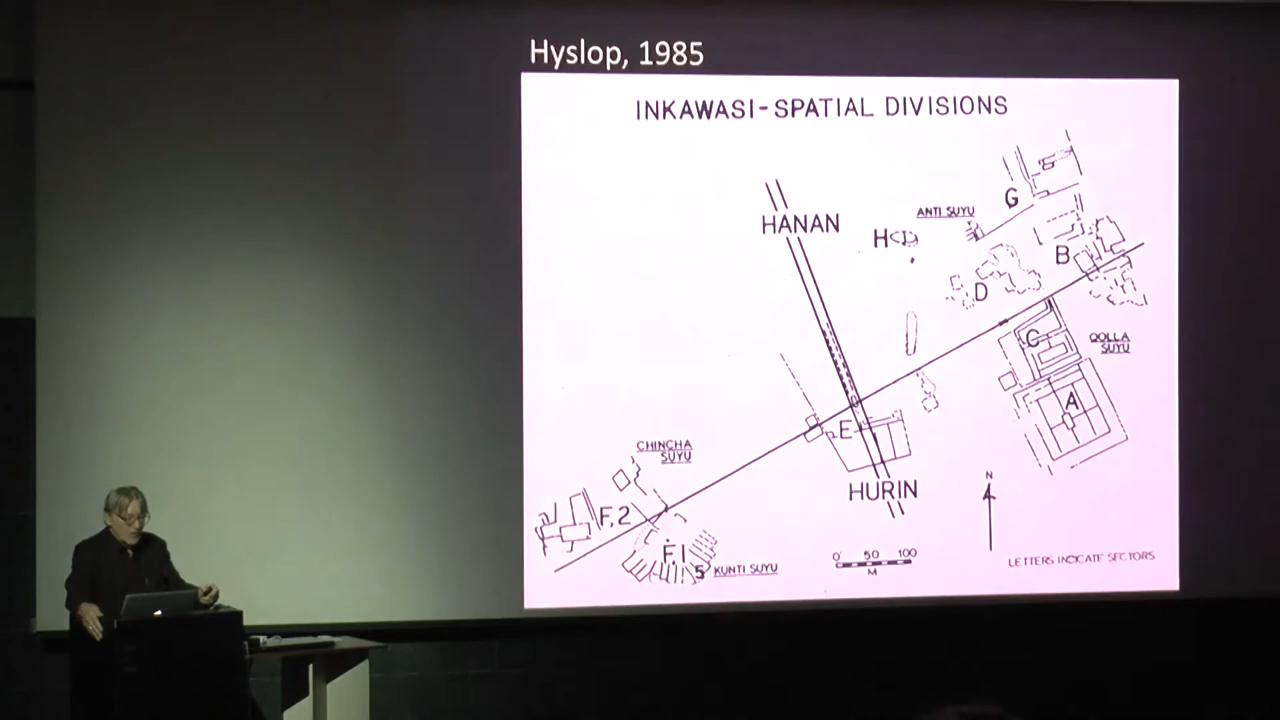 Hyslop, 1985
INKAWASI-SPATIAL DIVISIONS
HANAN
ANTI SUYU
G
H
B
D
C
QOLLA
SUYU
A
E
CHINCHA
SUYU
HURIN
N
F,2
F.1
5
KUNTI SUYU
0 50 100
M
LETTERS INDICATE SECTORS